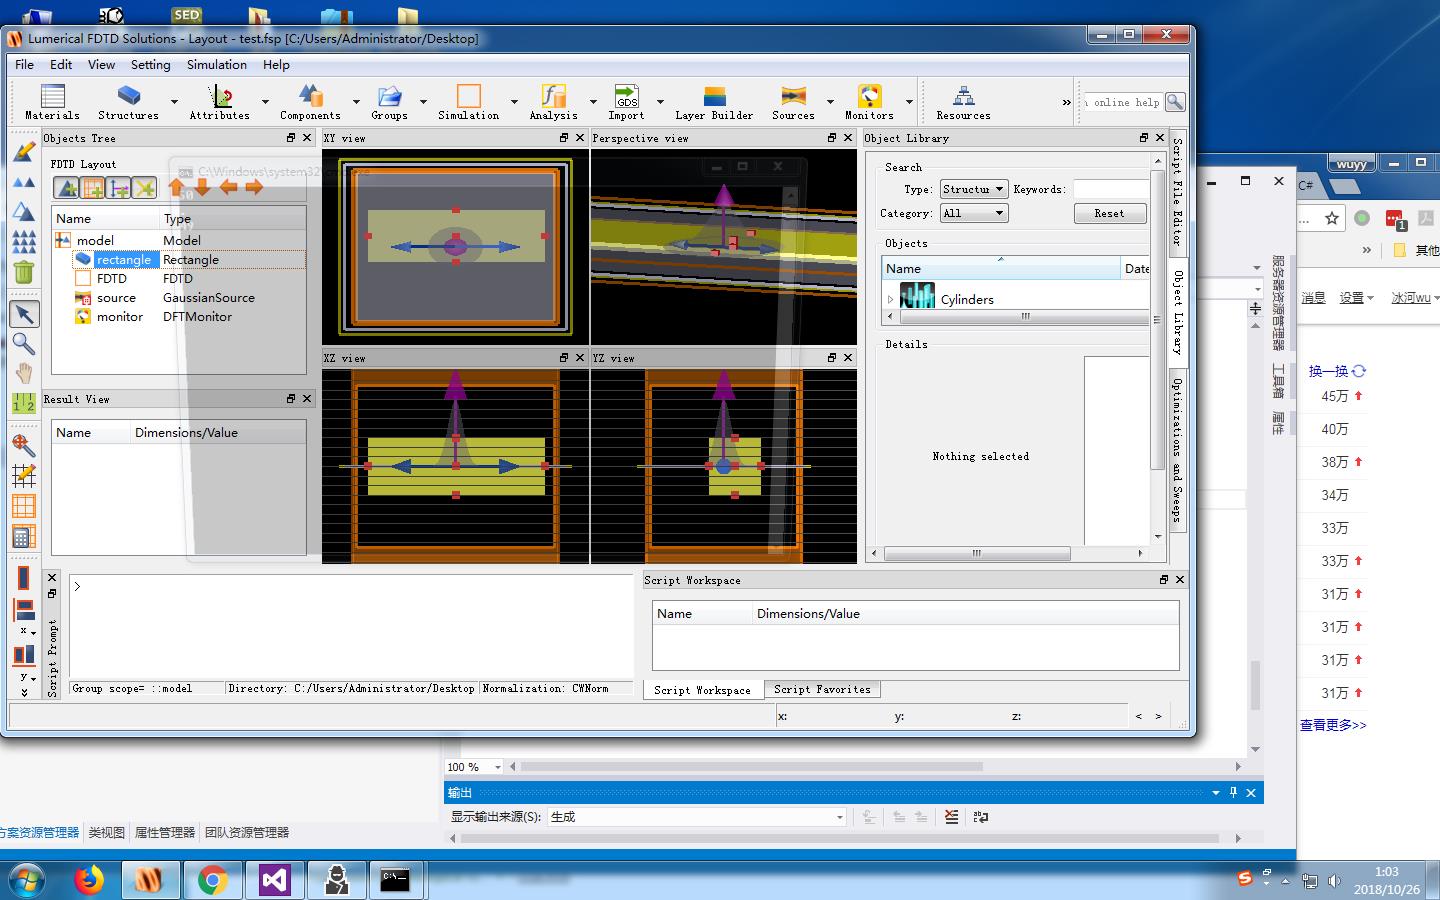 SED
Lumerical FDTD Solutions - Layout - test.fsp [C:/Users/Administrator/Desktop]
File Edit View Setting Simulation Help
Materials Structures Attributes Components Groups Simulation Analysis Import Layer Builder Sources Monitors Resources
GDS
online help
Objects Tree
XY view
Perspective view
Object Library
FDTD Layout
C:\Windows\system32\cmd.exe
Name Type
model Model
rectangle Rectangle
FDTD FDTD
source GaussianSource
monitor DFTMonitor
Search
Type: Structur Keywords:
Category: All Reset
Objects
Name Date
Cylinders
Details
Nothing selected
Script File Editor
Object Library
Optimizations and Sweeps
XZ view
YZ view
Result View
Name Dimensions/Value
Script Prompt
>
Group scope= ::model Directory: C:/Users/Administrator/Desktop Normalization: CWNorm
Script Workspace
Name Dimensions/Value
Script Workspace Script Favorites
x: y: z: < >
x
y
wuyy
C#
1
» 其他
消息 设置 冰河wu
服务器资源管理器
工具箱
属性
换一换
45万
40万
38万
34万
33万
33万
31万
31万
31万
31万
查看更多>>
100 %
输出
显示输出来源(S): 生成
方案资源管理器 类视图 属性管理器 团队资源管理器
1:03
2018/10/26